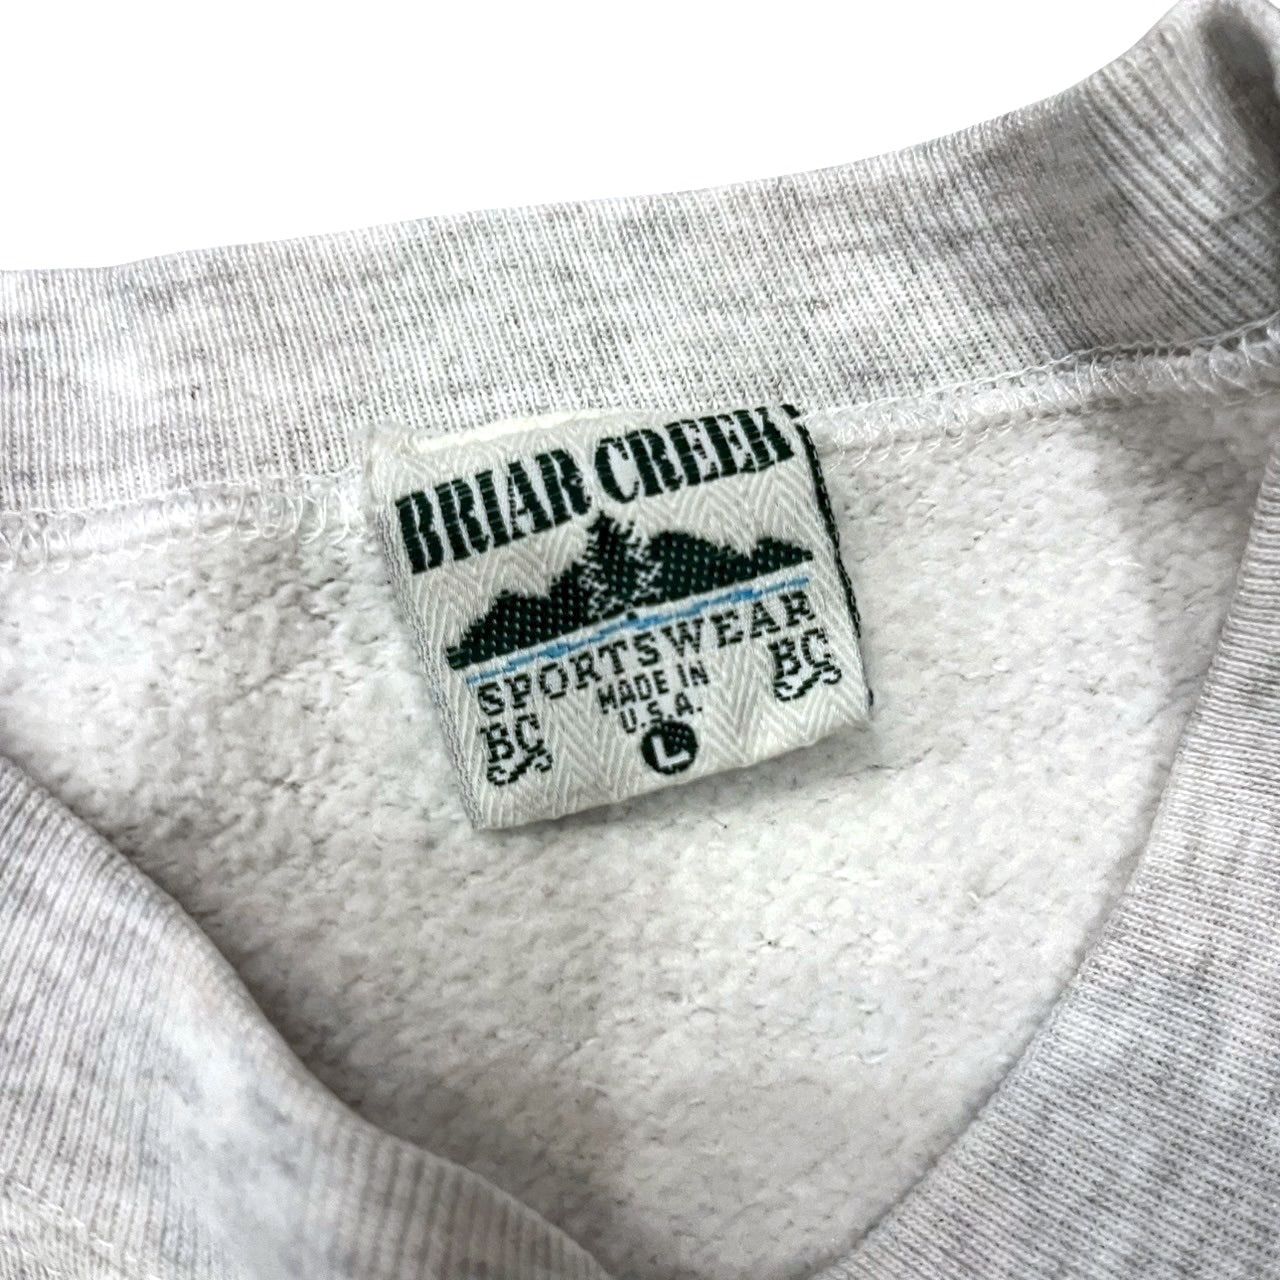 BRIAR CREEK
SPORTSWEAR
MADE IN
U.S.A.
BC
BC
L